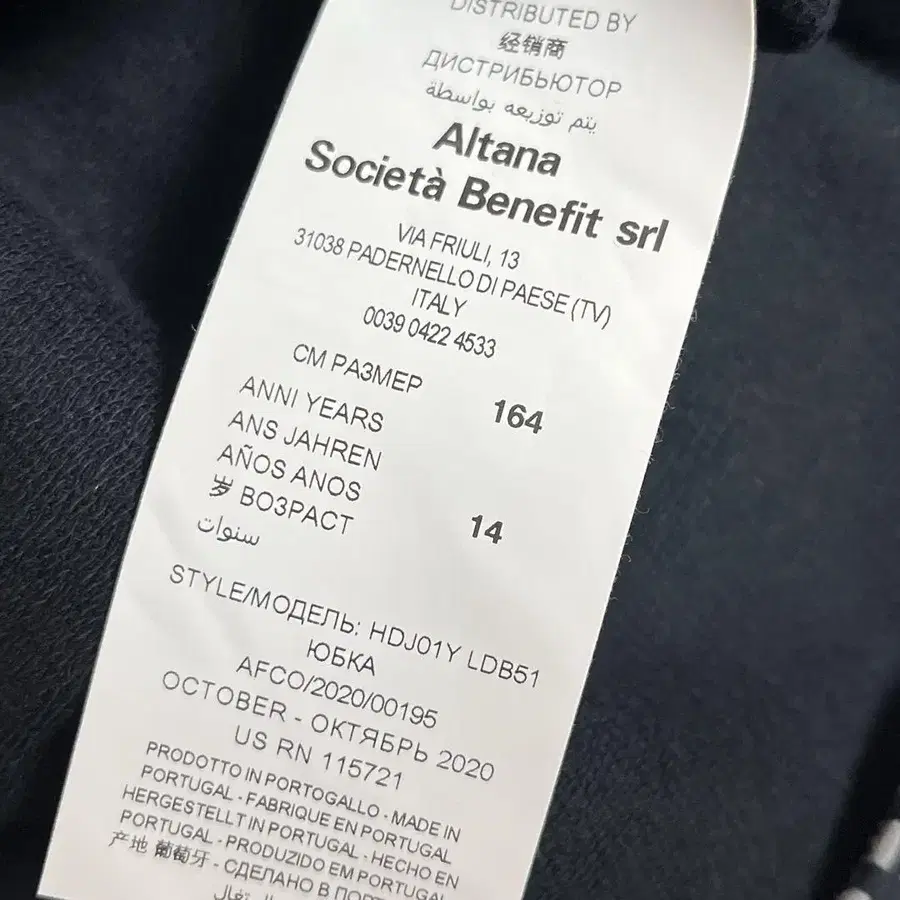 DISTRIBUTED BY
经销商
ДИСТРИБЬЮТОР
يتم توزيعه بواسطة
Altana
Società Benefit srl
VIA FRIULI, 13
31038 PADERNELLO DI PAESE (TV)
ITALY
0039 0422 4533
CM PAЗMEP 164
ANNI YEARS
ANS JAHREN
AÑOS ANOS
岁 ВОЗРАСТ 14
سنوات
STYLE/МОДЕЛЬ: HDJ01Y LDB51
ЮБКА
AFCO/2020/00195
OCTOBER - ОКТЯБРЬ 2020
US RN 115721
PRODOTTO IN PORTOGALLO - MADE IN
PORTUGAL - FABRIQUE EN PORTUGAL
HERGESTELLT IN PORTUGAL - HECHO EN
PORTUGAL - PRODUZIDO EM PORTUGAL
产地 葡萄牙 - СДЕЛАНО В